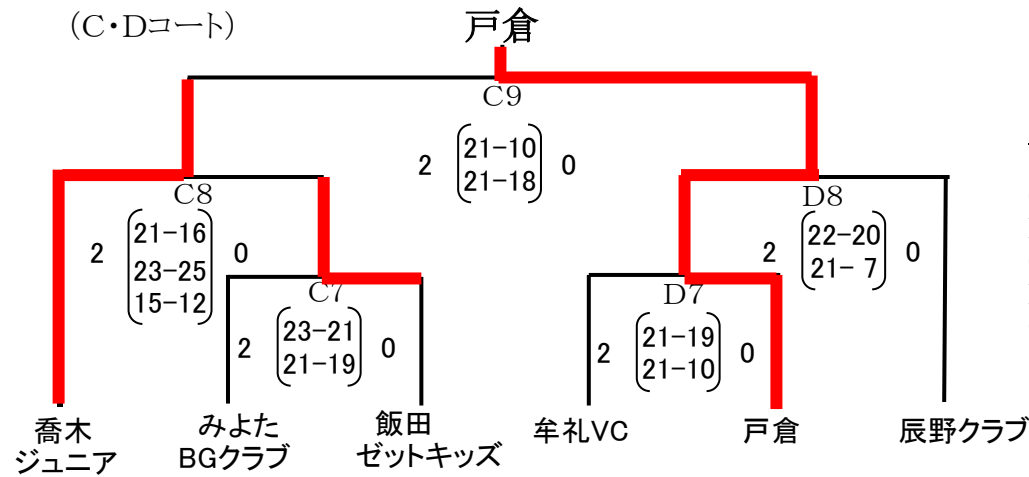 (C・Dコート)
戸倉
C9
2 21-10 0
21-18
C8
2 21-16 0
23-25
15-12
D8
2 22-20 0
21- 7
C7
2 23-21 0
21-19
D7
2 21-19 0
21-10
喬木
ジュニア
みよた
BGクラブ
飯田
ゼットキッズ
牟礼VC
戸倉
辰野クラブ